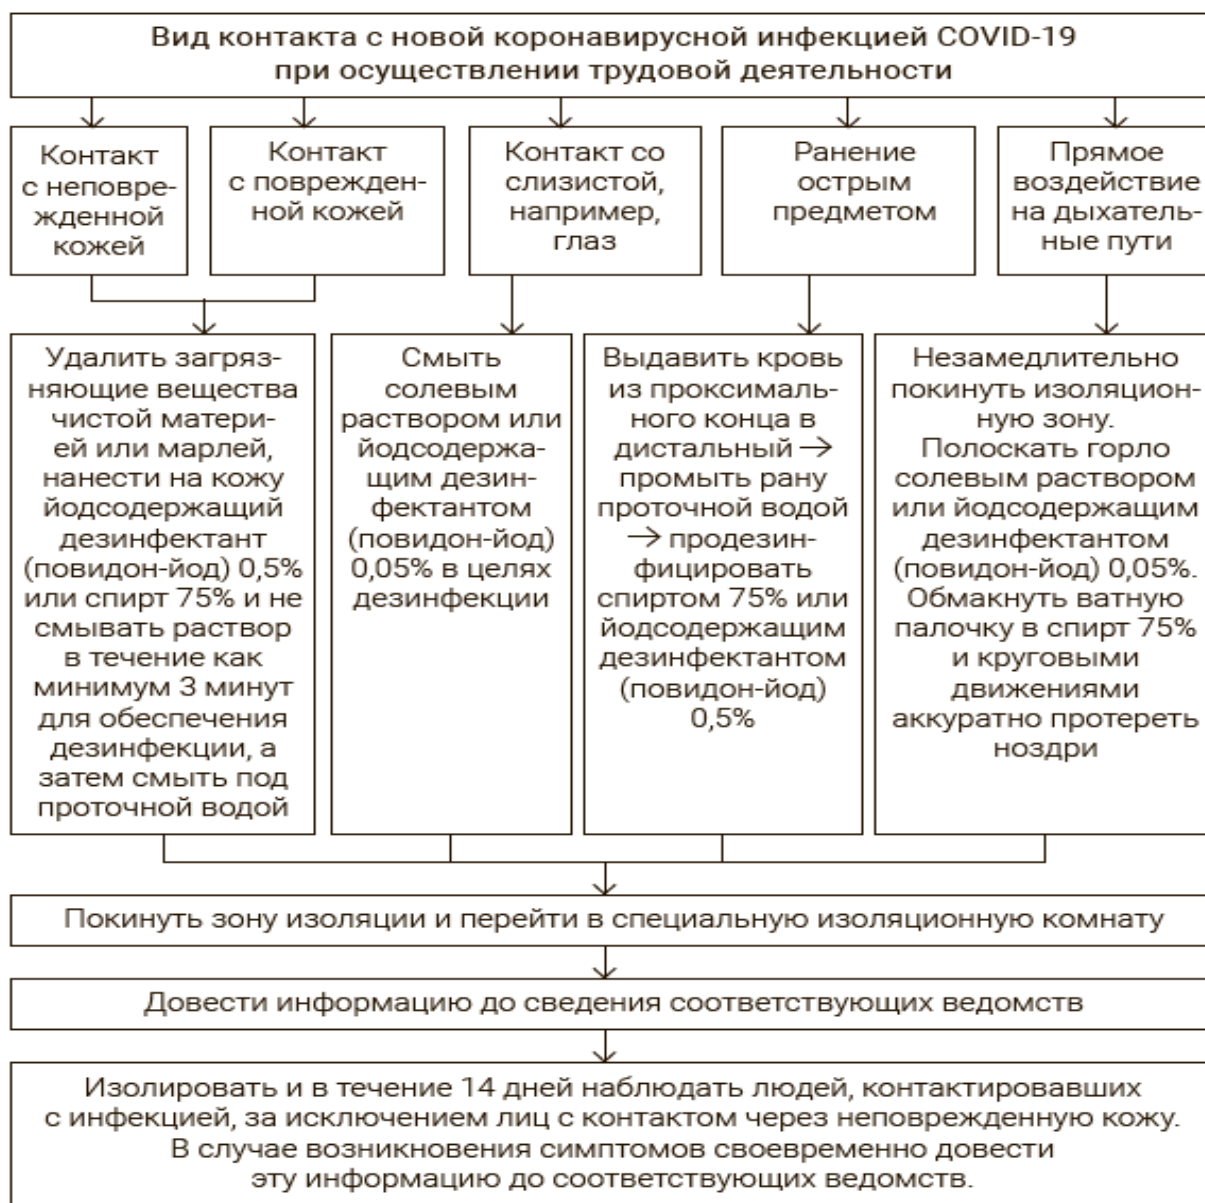 Вид контакта с новой коронавирусной инфекцией COVID-19
при осуществлении трудовой деятельности
Контакт
с неповре-
жденной
кожей
Контакт
с поврежден-
ной кожей
Контакт со
слизистой,
например,
глаз
Ранение
острым
предметом
Прямое
воздействие
на дыхатель-
ные пути
Удалить загряз-
няющие вещества
чистой матери-
ей или марлей,
нанести на кожу
йодсодержащий
дезинфектант
(повидон-йод) 0,5%
или спирт 75% и не
смывать раствор
в течение как
минимум 3 минут
для обеспечения
дезинфекции, а
затем смыть под
проточной водой
Смыть
солевым
раствором или
йодсодержа-
щим дезин-
фектантом
(повидон-йод)
0,05% в целях
дезинфекции
Выдавить кровь
из проксималь-
ного конца в
дистальный →
промыть рану
проточной водой
→ продезин-
фицировать
спиртом 75% или
йодсодержащим
дезинфектантом
(повидон-йод)
0,5%
Незамедлительно
покинуть изоляцион-
ную зону.
Полоскать горло
солевым раствором
или йодсодержащим
дезинфектантом
(повидон-йод) 0,05%.
Обмакнуть ватную
палочку в спирт 75%
и круговыми
движениями
аккуратно протереть
ноздри
Покинуть зону изоляции и перейти в специальную изоляционную комнату
Довести информацию до сведения соответствующих ведомств
Изолировать и в течение 14 дней наблюдать людей, контактировавших
с инфекцией, за исключением лиц с контактом через неповрежденную кожу.
В случае возникновения симптомов своевременно довести
эту информацию до соответствующих ведомств.